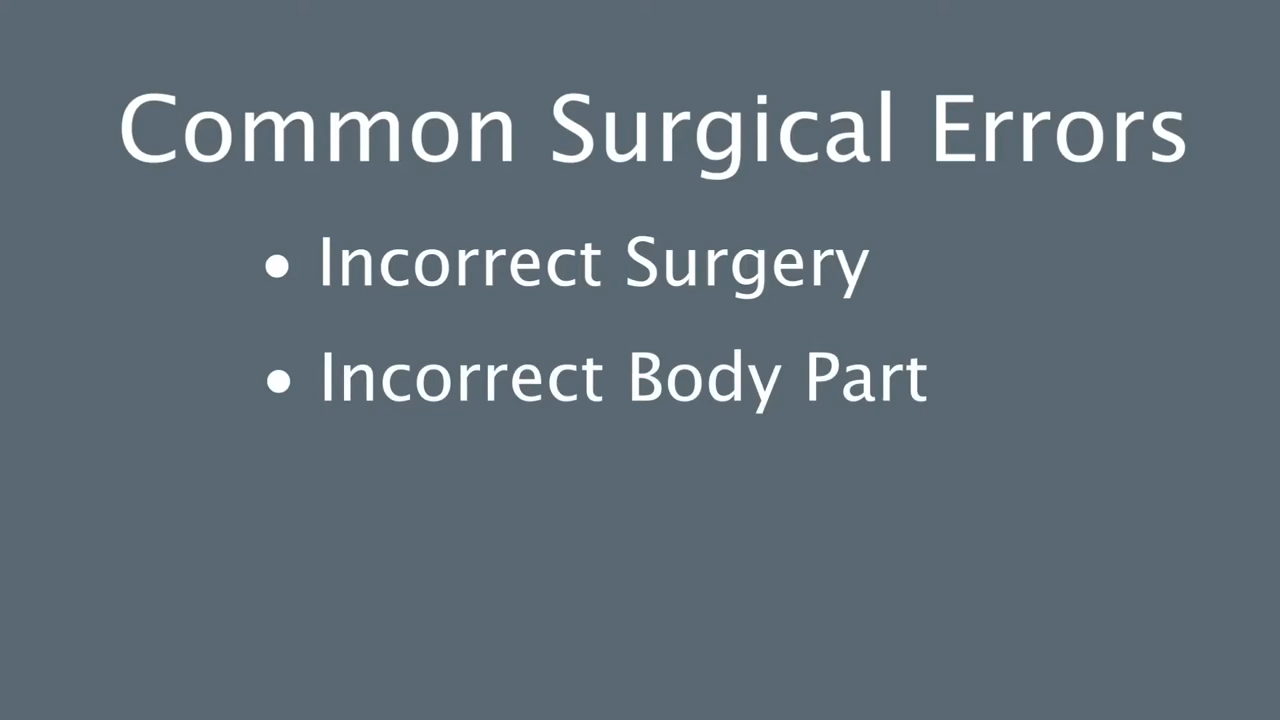 Common Surgical Errors
• Incorrect Surgery
• Incorrect Body Part